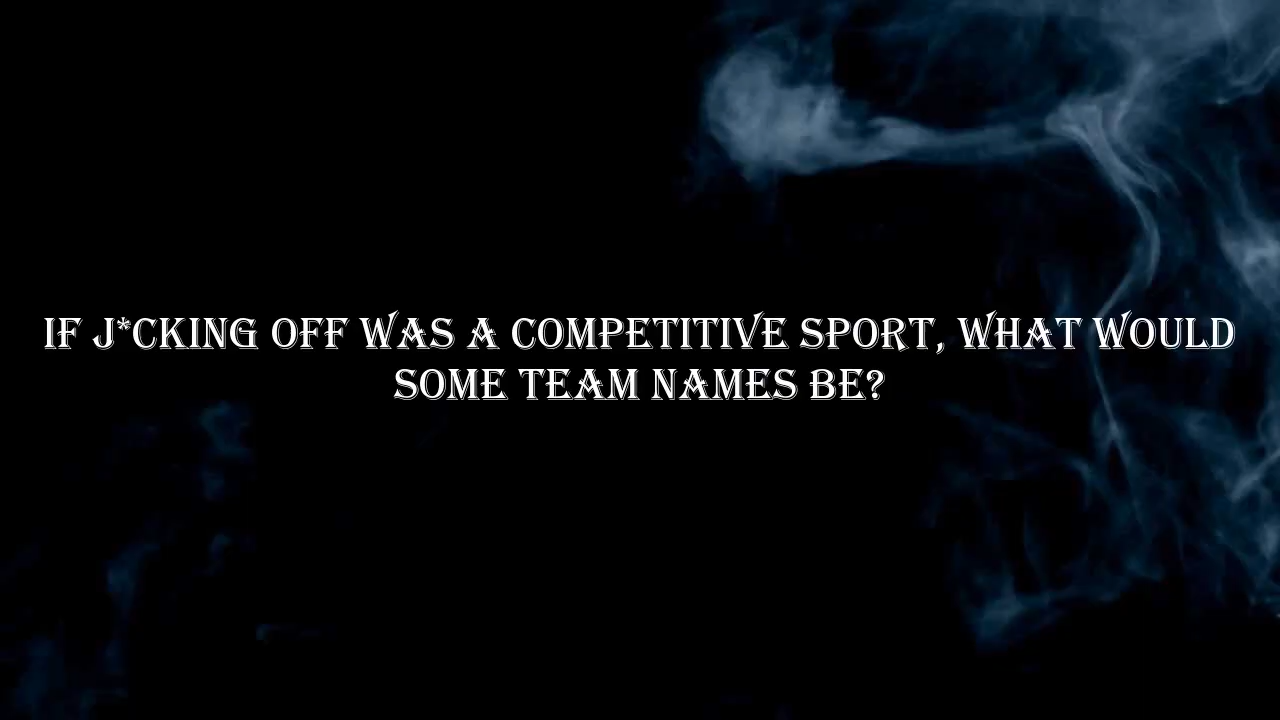 IF J*CKING OFF WAS A COMPETITIVE SPORT, WHAT WOULD
SOME TEAM NAMES BE?